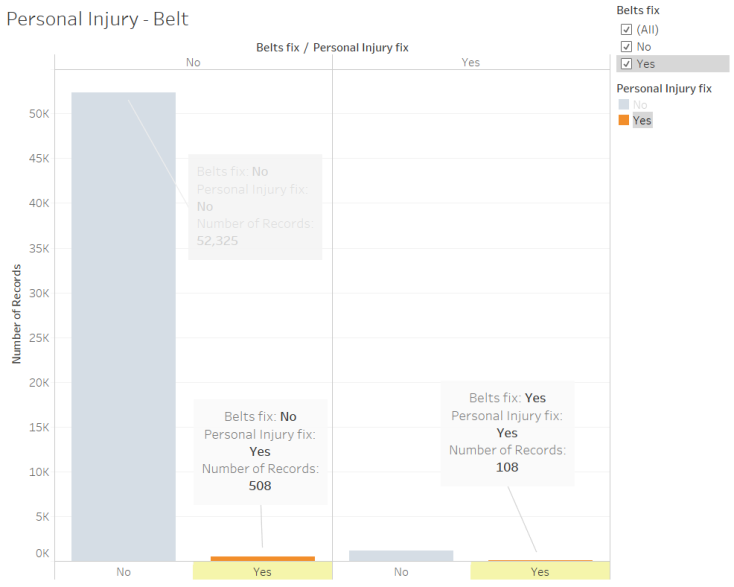 Personal Injury - Belt
Belts fix / Personal Injury fix
No
Yes
Number of Records
50K
45K
40K
35K
30K
25K
20K
15K
10K
5K
0K
Belts fix: No
Personal Injury fix:
No
Number of Records:
52,325
Belts fix: No
Personal Injury fix:
Yes
Number of Records:
508
Belts fix: Yes
Personal Injury fix:
Yes
Number of Records:
108
No
Yes
No
Yes
Belts fix
(All)
No
Yes
Personal Injury fix
No
Yes